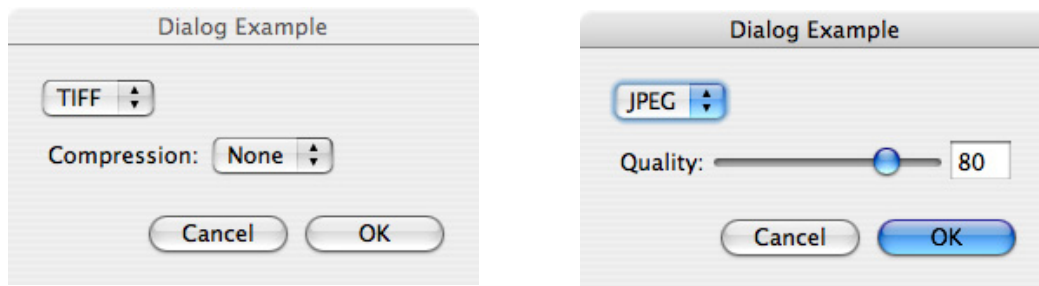 Dialog Example
TIFF
Compression: None
Cancel OK
Dialog Example
JPEG
Quality: 80
Cancel OK